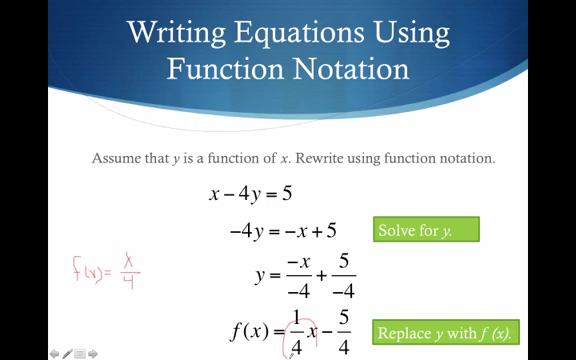 Writing Equations Using
Function Notation
Assume that y is a function of x. Rewrite using function notation.
x − 4y = 5
−4y = −x + 5
Solve for y.
y = −x/−4 + 5/−4
f(x) = x/4
f(x) = 1/4 x − 5/4
Replace y with f (x).